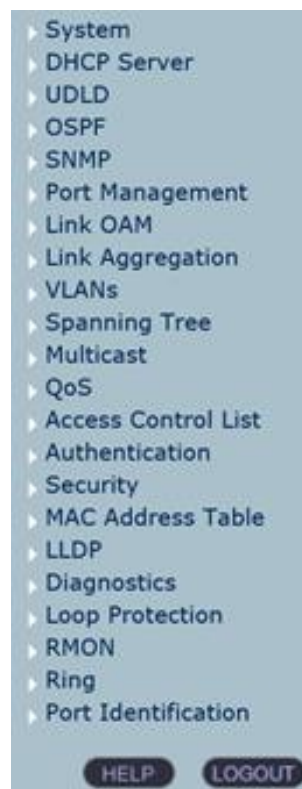 System
DHCP Server
UDLD
OSPF
SNMP
Port Management
Link OAM
Link Aggregation
VLANs
Spanning Tree
Multicast
QoS
Access Control List
Authentication
Security
MAC Address Table
LLDP
Diagnostics
Loop Protection
RMON
Ring
Port Identification
HELP LOGOUT